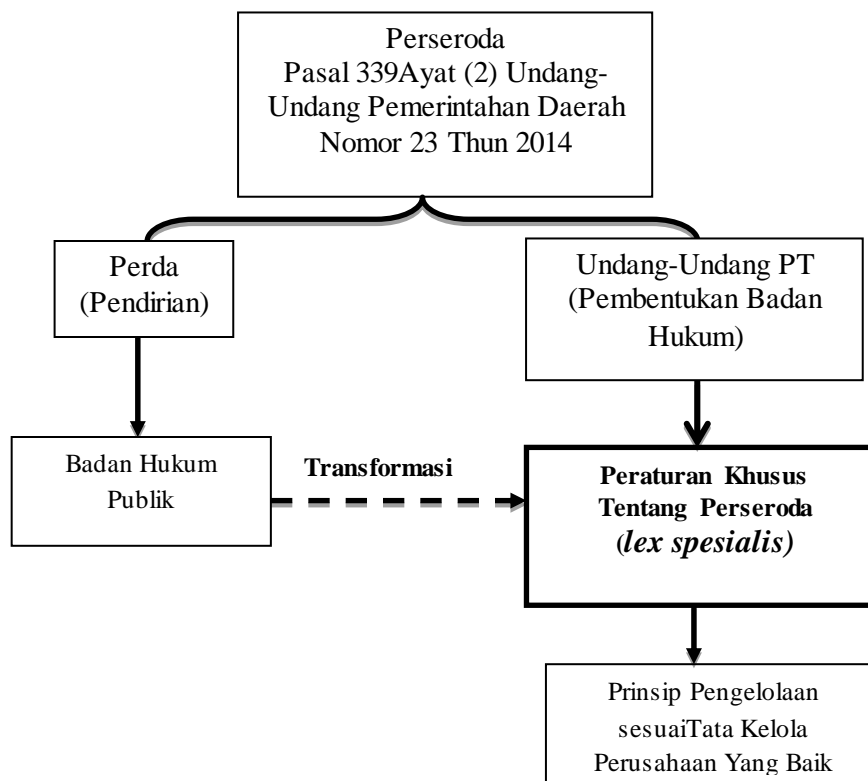 Perseroda
Pasal 339Ayat (2) Undang-
Undang Pemerintahan Daerah
Nomor 23 Thun 2014
Perda
(Pendirian)
Undang-Undang PT
(Pembentukan Badan
Hukum)
Badan Hukum
Publik
Transformasi
Peraturan Khusus
Tentang Perseroda
(lex spesialis)
Prinsip Pengelolaan
sesuaiTata Kelola
Perusahaan Yang Baik